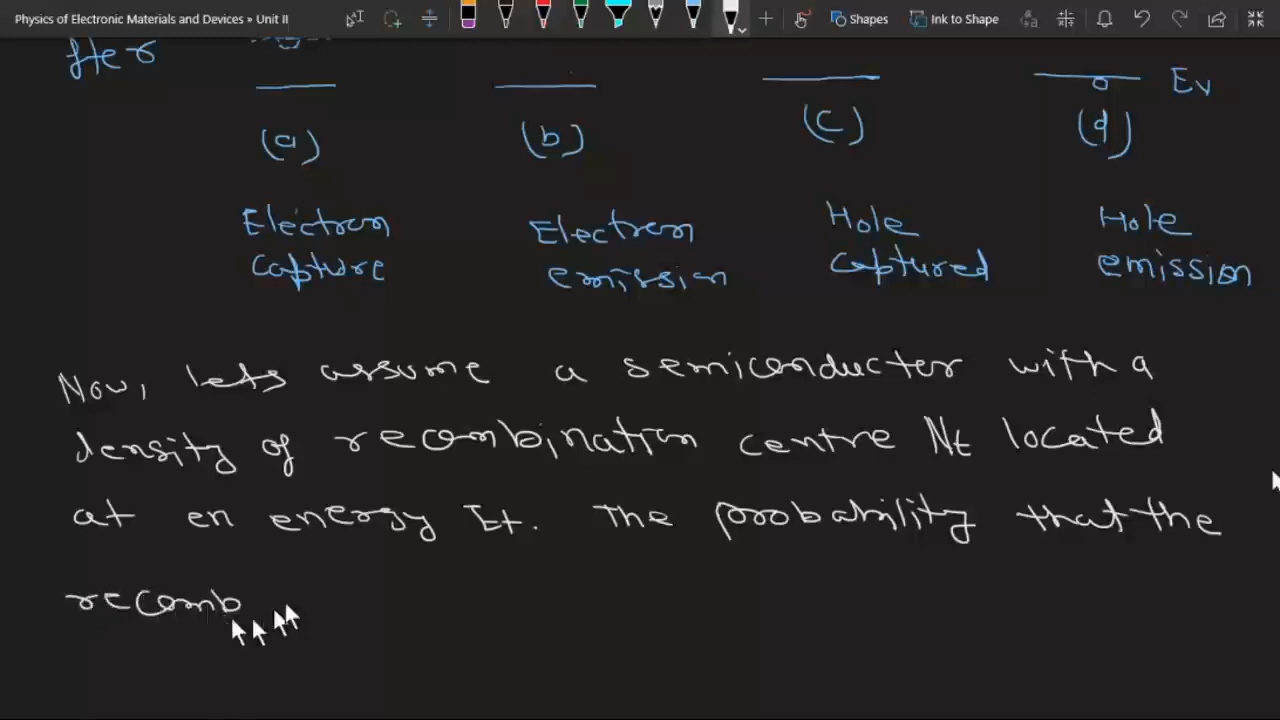 Physics of Electronic Materials and Devices » Unit II
Shapes
Ink to Shape
fter
Ev
(a) (b) (c) (d)
Electron Electron Hole Hole
capture emission captured emission
Now, lets assume a semiconductor with a
density of recombination centre Nt located
at en energy Et. The probability that the
recomb